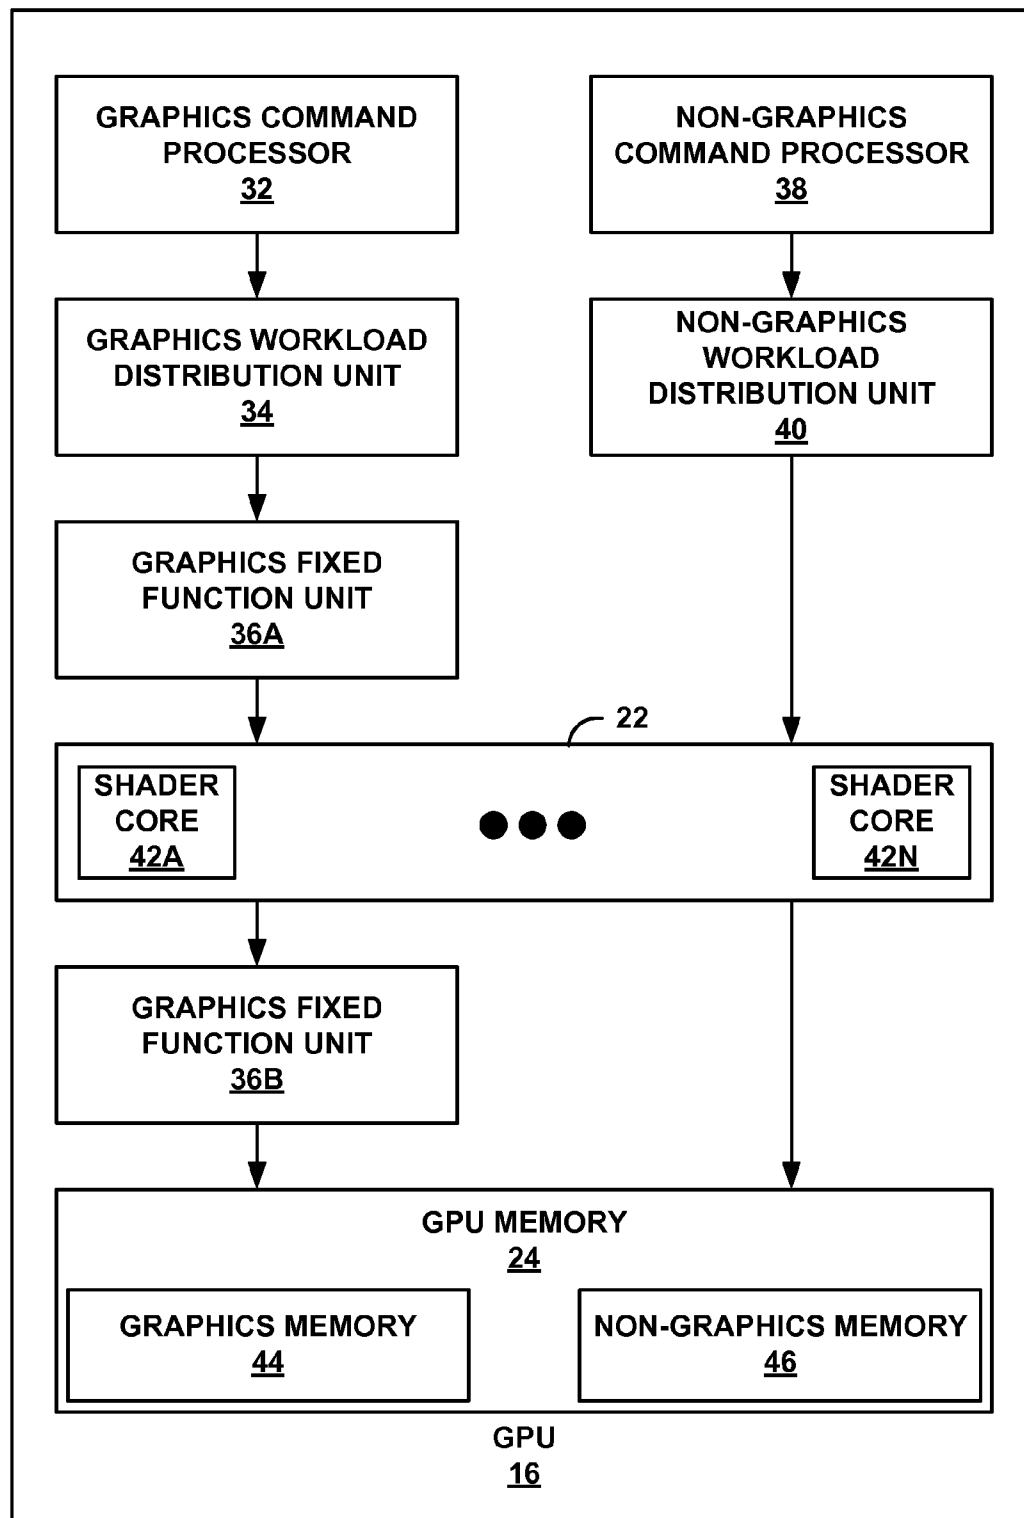 GRAPHICS COMMAND
PROCESSOR
32
NON-GRAPHICS
COMMAND PROCESSOR
38
GRAPHICS WORKLOAD
DISTRIBUTION UNIT
34
NON-GRAPHICS
WORKLOAD
DISTRIBUTION UNIT
40
GRAPHICS FIXED
FUNCTION UNIT
36A
22
SHADER
CORE
42A
SHADER
CORE
42N
GRAPHICS FIXED
FUNCTION UNIT
36B
GPU MEMORY
24
GRAPHICS MEMORY
44
NON-GRAPHICS MEMORY
46
GPU
16